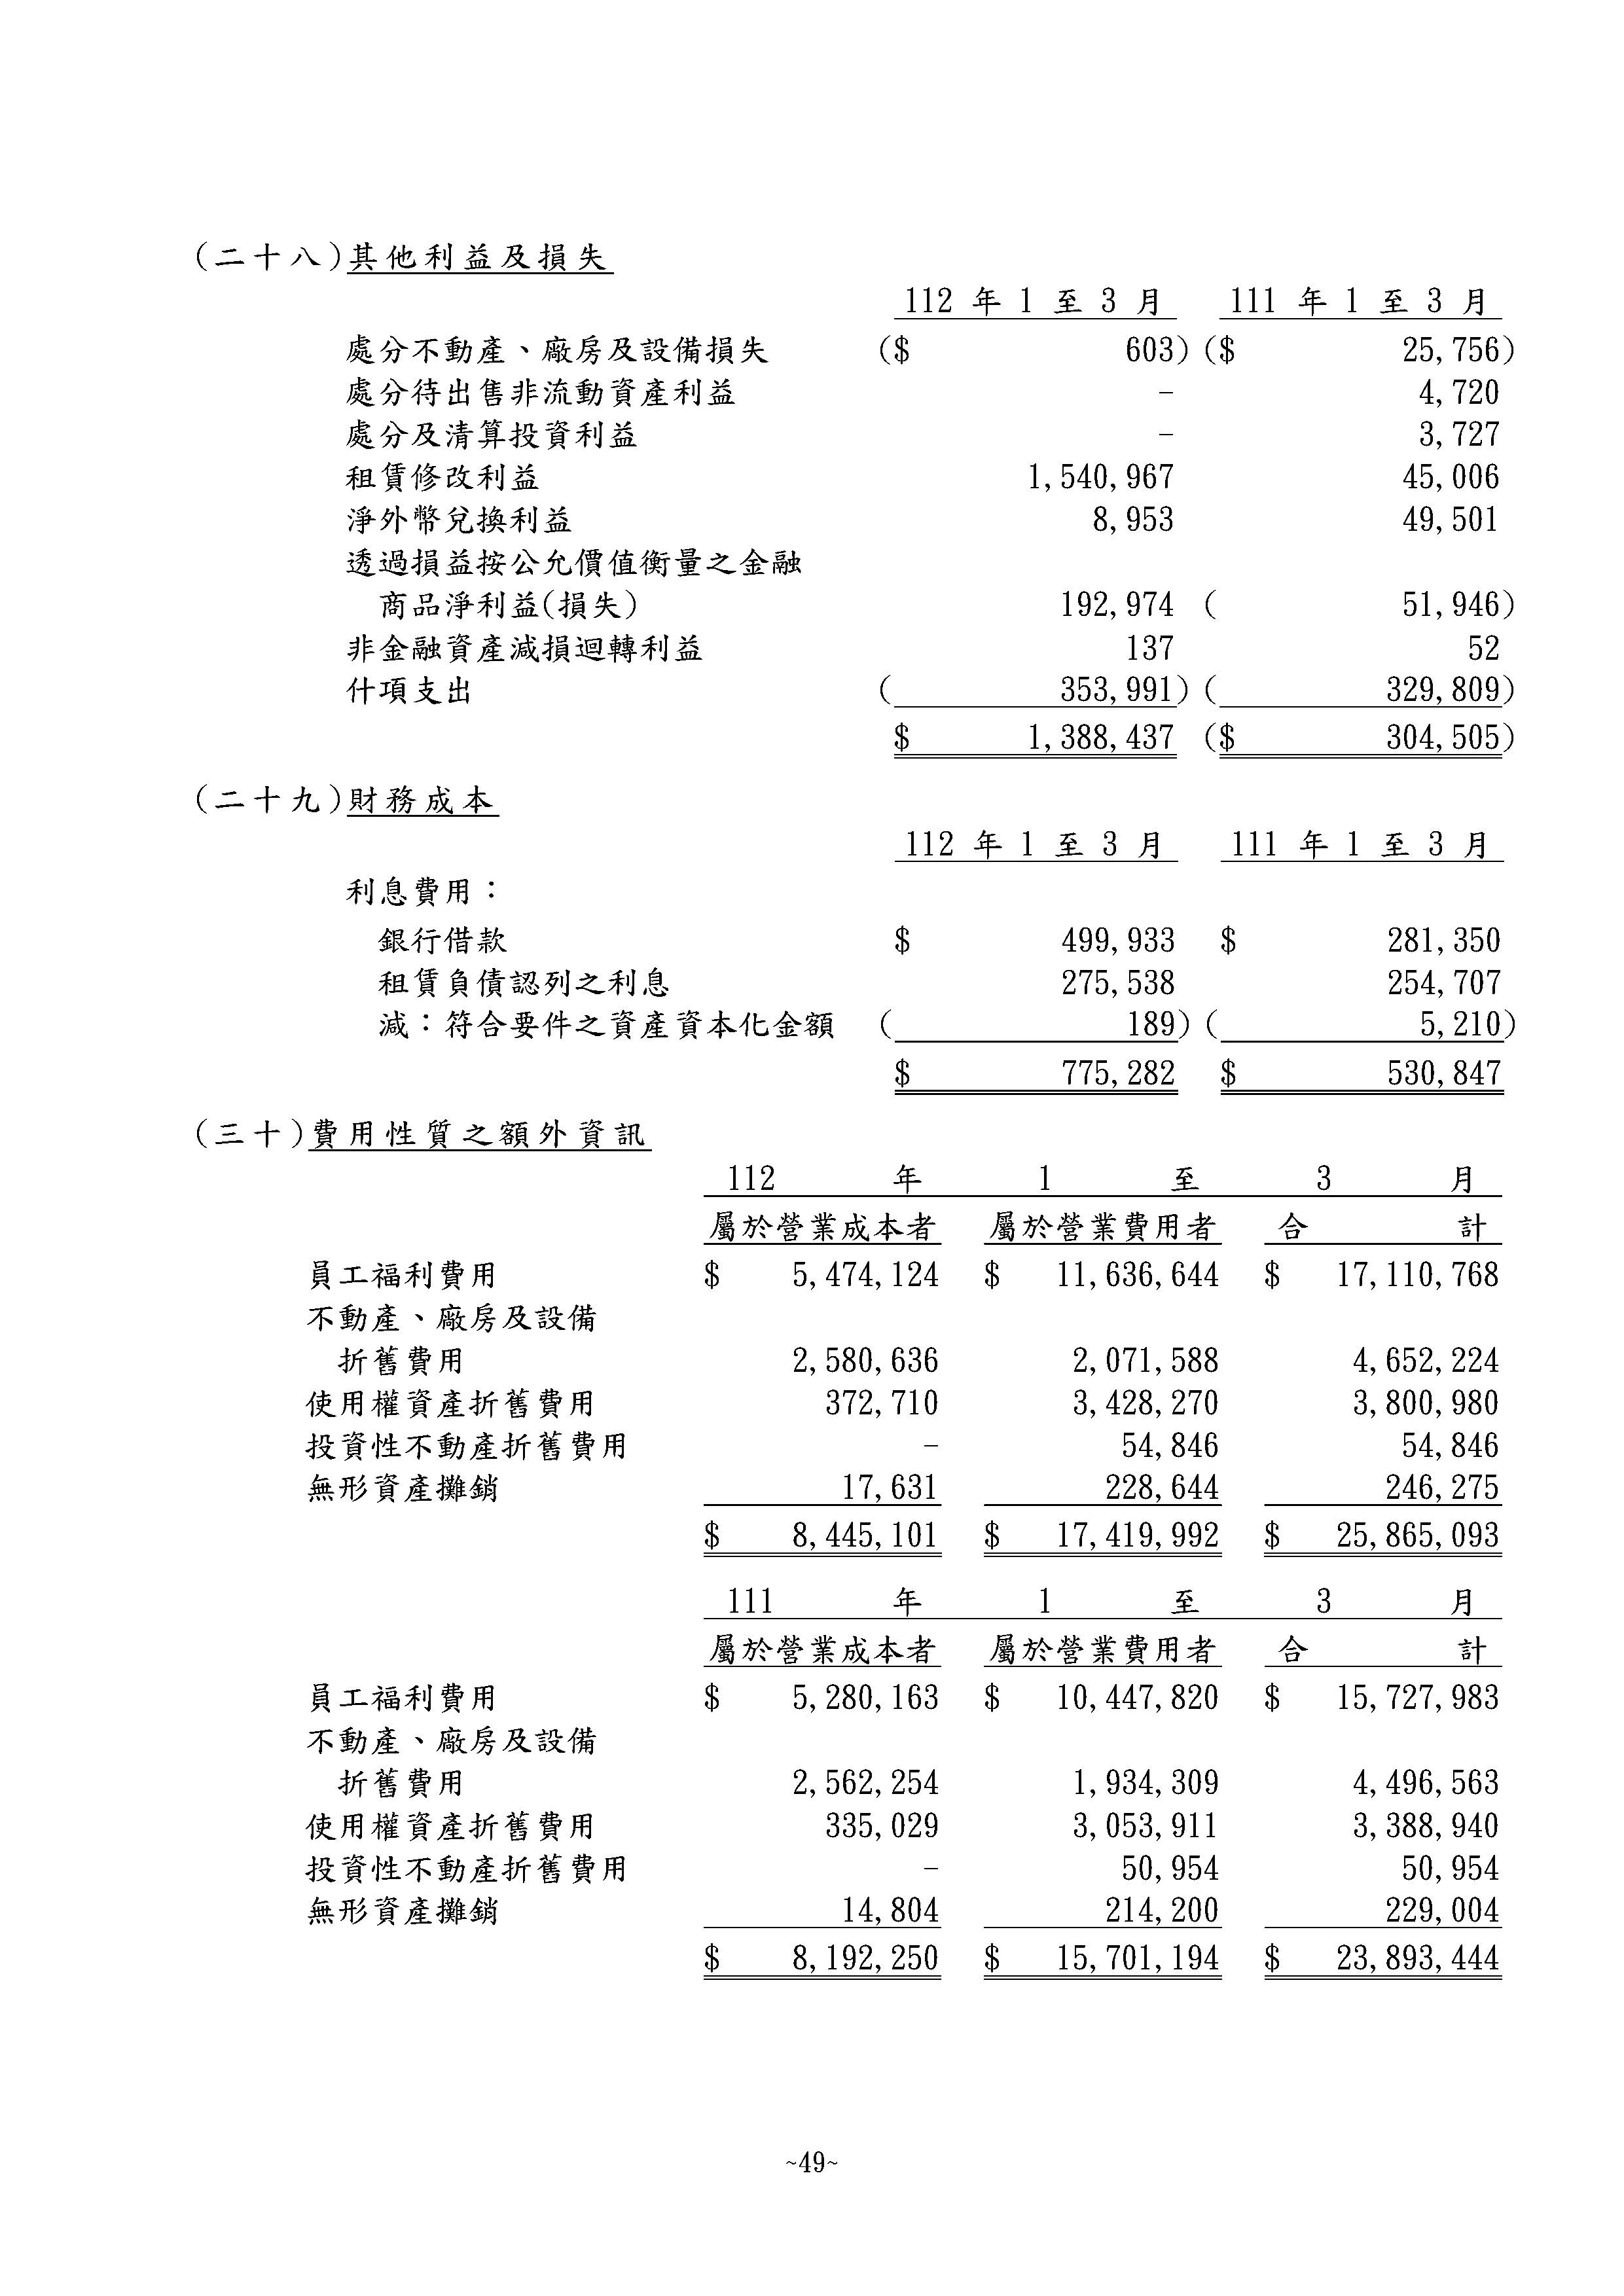 (二十八)其他利益及損失
112 年 1 至 3 月 111 年 1 至 3 月
處分不動產、廠房及設備損失 ($ 603) ($ 25,756)
處分待出售非流動資產利益 - 4,720
處分及清算投資利益 - 3,727
租賃修改利益 1,540,967 45,006
淨外幣兌換利益 8,953 49,501
透過損益按公允價值衡量之金融
商品淨利益(損失) 192,974 ( 51,946)
非金融資產減損迴轉利益 137 52
什項支出 ( 353,991) ( 329,809)
$ 1,388,437 ($ 304,505)
(二十九)財務成本
112 年 1 至 3 月 111 年 1 至 3 月
利息費用：
銀行借款 $ 499,933 $ 281,350
租賃負債認列之利息 275,538 254,707
減：符合要件之資產資本化金額 ( 189) ( 5,210)
$ 775,282 $ 530,847
(三十)費用性質之額外資訊
112 年 1 至 3 月
屬於營業成本者 屬於營業費用者 合計
員工福利費用 $ 5,474,124 $ 11,636,644 $ 17,110,768
不動產、廠房及設備
折舊費用 2,580,636 2,071,588 4,652,224
使用權資產折舊費用 372,710 3,428,270 3,800,980
投資性不動產折舊費用 - 54,846 54,846
無形資產攤銷 17,631 228,644 246,275
$ 8,445,101 $ 17,419,992 $ 25,865,093
111 年 1 至 3 月
屬於營業成本者 屬於營業費用者 合計
員工福利費用 $ 5,280,163 $ 10,447,820 $ 15,727,983
不動產、廠房及設備
折舊費用 2,562,254 1,934,309 4,496,563
使用權資產折舊費用 335,029 3,053,911 3,388,940
投資性不動產折舊費用 - 50,954 50,954
無形資產攤銷 14,804 214,200 229,004
$ 8,192,250 $ 15,701,194 $ 23,893,444
~49~